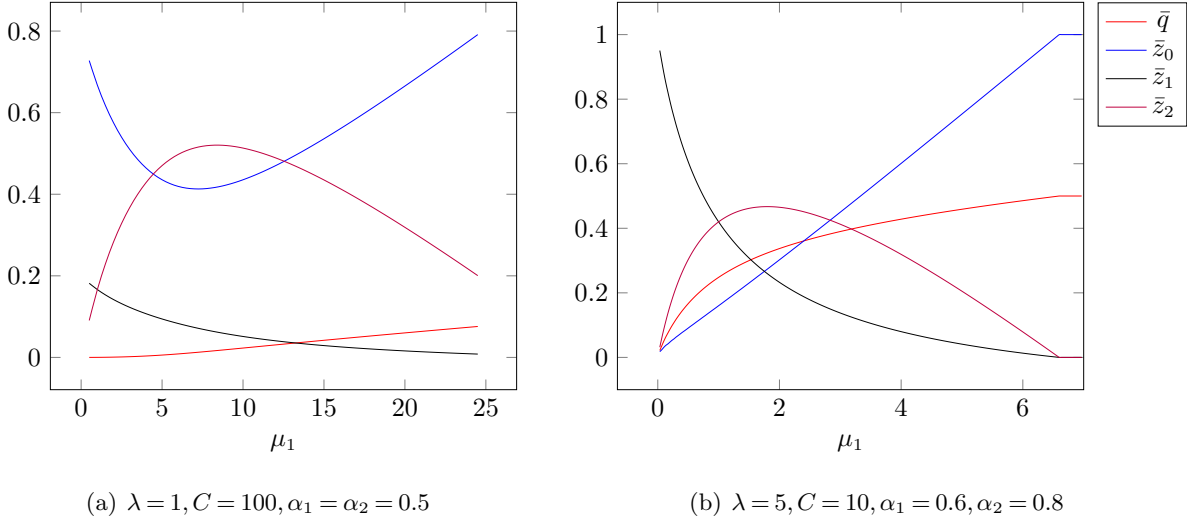 0.8
0.6
0.4
0.2
0
0 5 10 15 20 25
μ₁
(a) λ = 1, C = 100, α₁ = α₂ = 0.5
1
0.8
0.6
0.4
0.2
0
0 2 4 6
μ₁
(b) λ = 5, C = 10, α₁ = 0.6, α₂ = 0.8
q̄
z̄₀
z̄₁
z̄₂